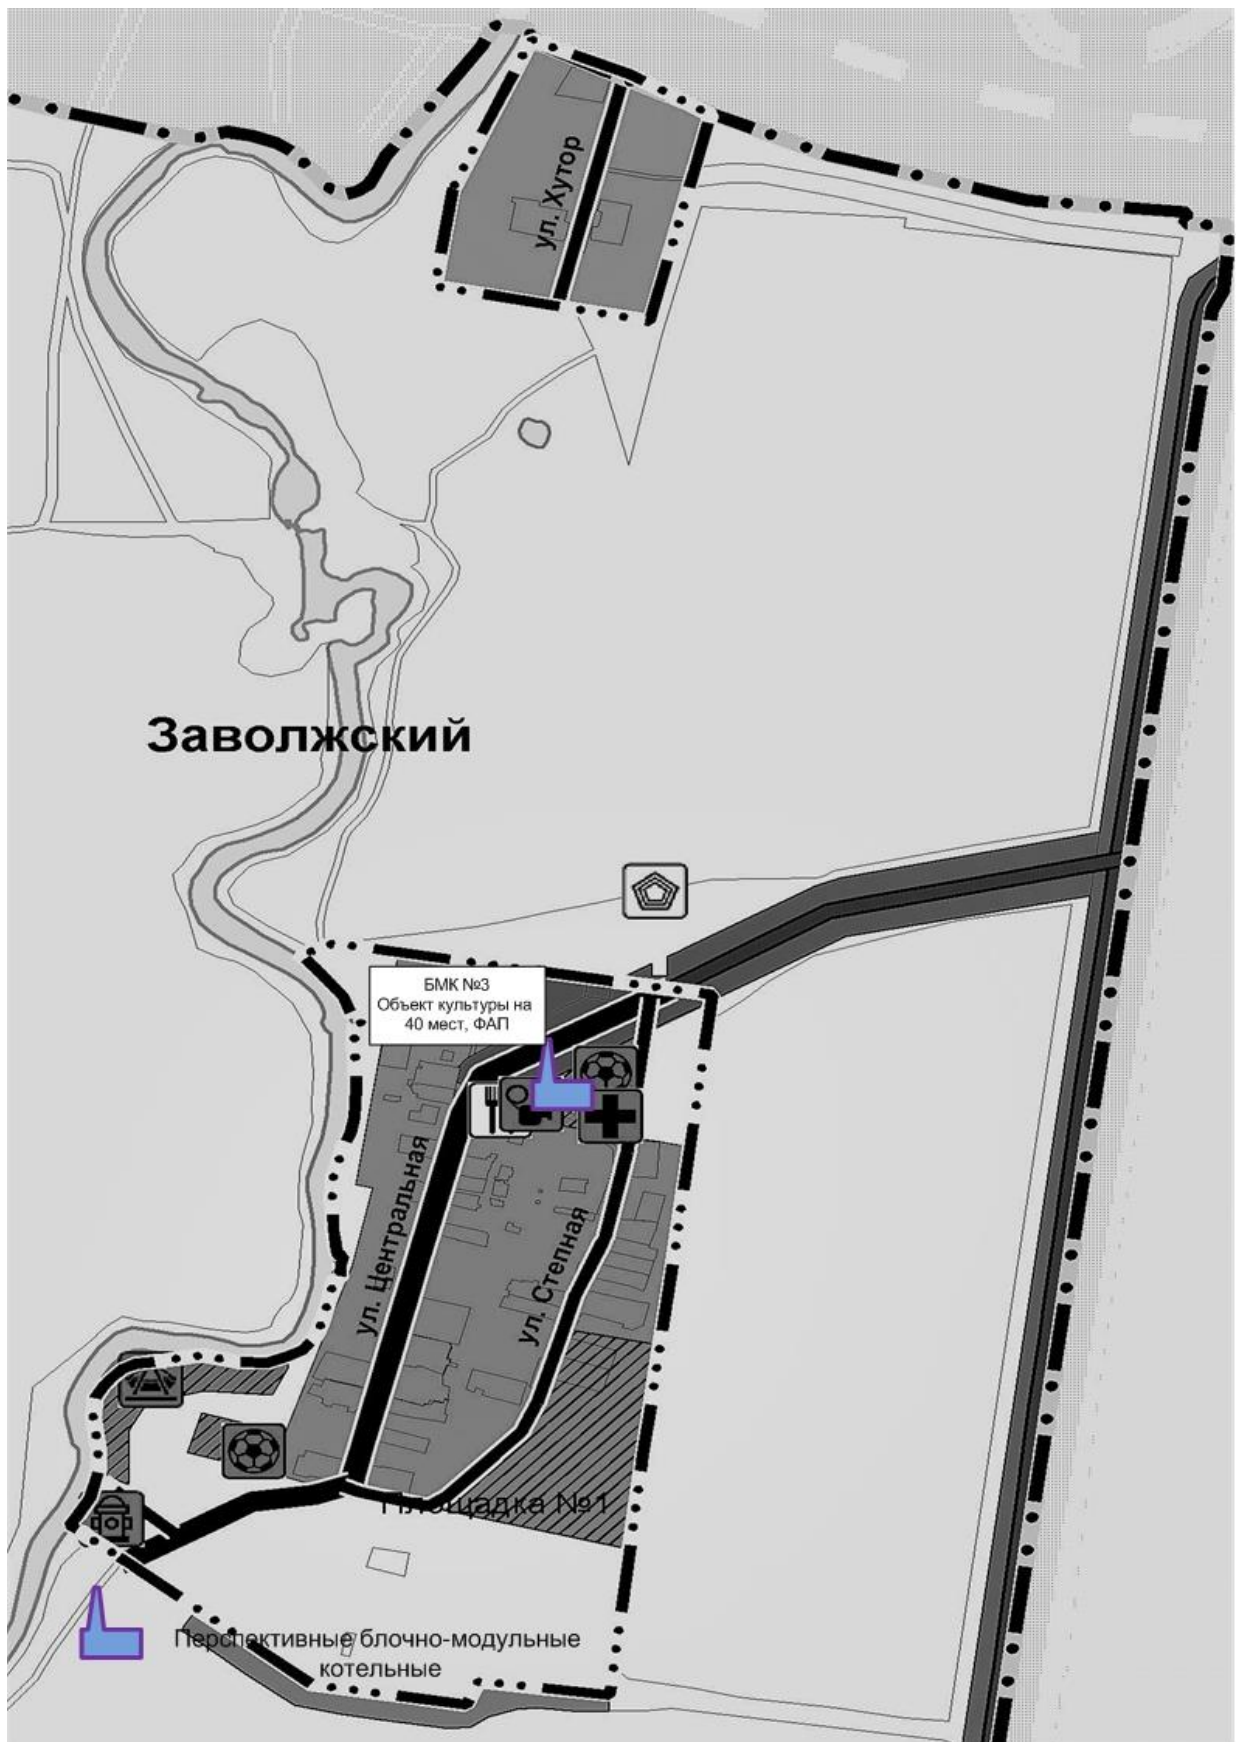 ул. Хутор
Заволжский
БМК №3
Объект культуры на
40 мест, ФАП
ул. Центральная
ул. Степная
Площадка №1
Перспективные блочно-модульные
котельные